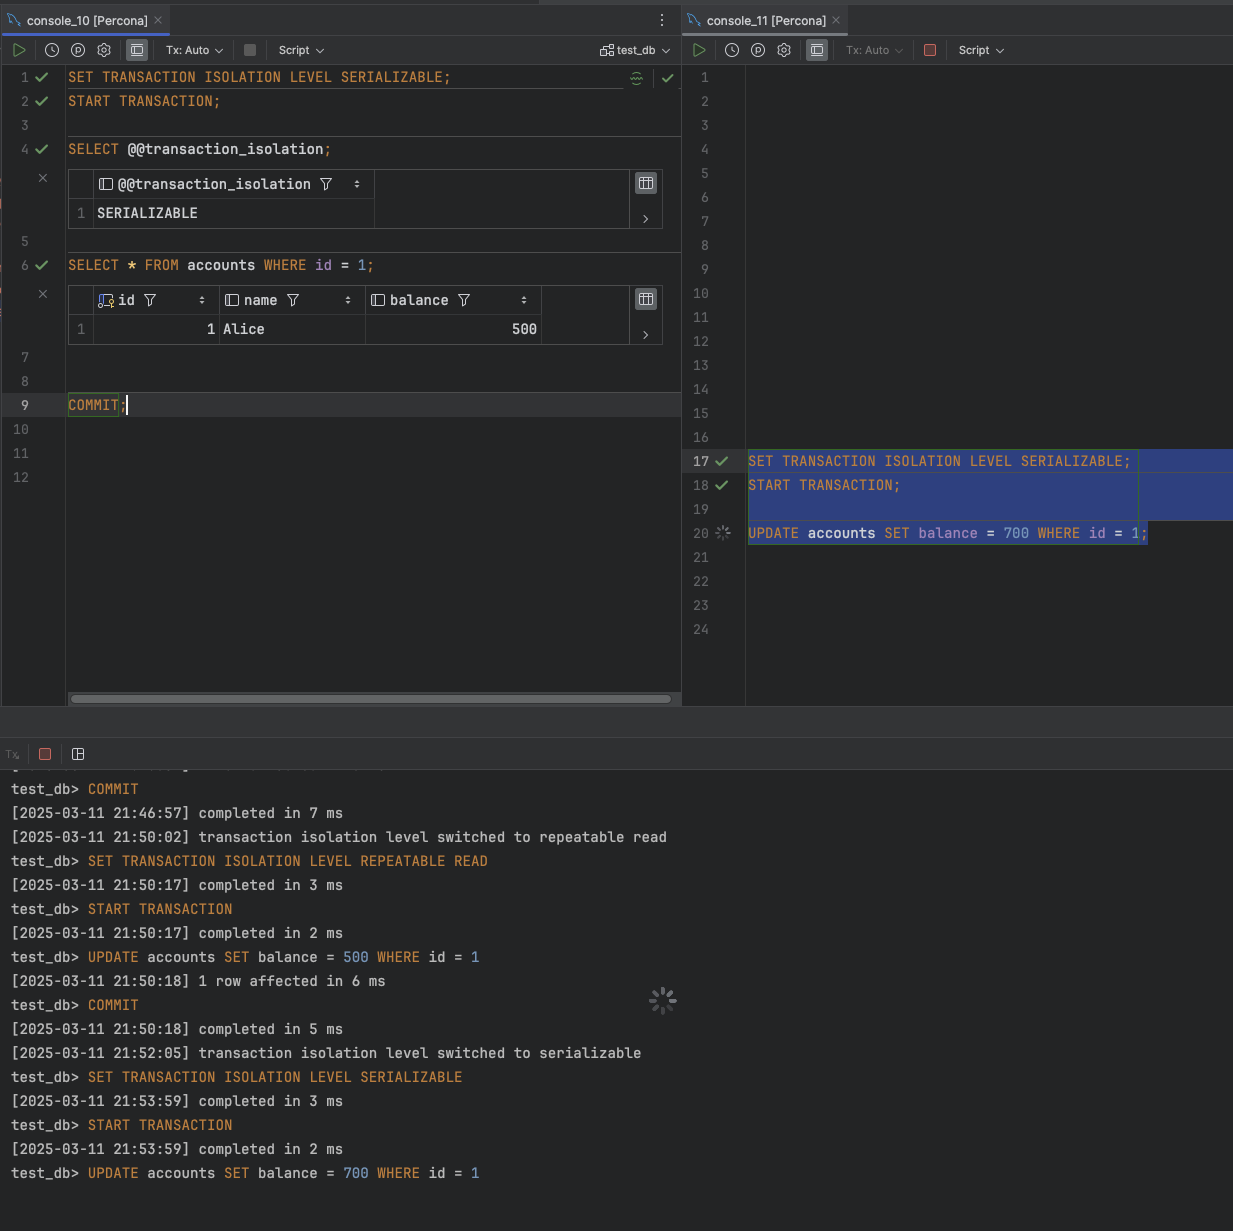 console_10 [Percona]
Tx: Auto
Script
test_db
1 SET TRANSACTION ISOLATION LEVEL SERIALIZABLE;
2 START TRANSACTION;
3
4 SELECT @@transaction_isolation;
@@transaction_isolation
1 SERIALIZABLE
5
6 SELECT * FROM accounts WHERE id = 1;
id name balance
1 1 Alice 500
7
8
9 COMMIT;
10
11
12
console_11 [Percona]
Tx: Auto
Script
1
2
3
4
5
6
7
8
9
10
11
12
13
14
15
16
17 SET TRANSACTION ISOLATION LEVEL SERIALIZABLE;
18 START TRANSACTION;
19
20 UPDATE accounts SET balance = 700 WHERE id = 1;
21
22
23
24
Tx
test_db> COMMIT
[2025-03-11 21:46:57] completed in 7 ms
[2025-03-11 21:50:02] transaction isolation level switched to repeatable read
test_db> SET TRANSACTION ISOLATION LEVEL REPEATABLE READ
[2025-03-11 21:50:17] completed in 3 ms
test_db> START TRANSACTION
[2025-03-11 21:50:17] completed in 2 ms
test_db> UPDATE accounts SET balance = 500 WHERE id = 1
[2025-03-11 21:50:18] 1 row affected in 6 ms
test_db> COMMIT
[2025-03-11 21:50:18] completed in 5 ms
[2025-03-11 21:52:05] transaction isolation level switched to serializable
test_db> SET TRANSACTION ISOLATION LEVEL SERIALIZABLE
[2025-03-11 21:53:59] completed in 3 ms
test_db> START TRANSACTION
[2025-03-11 21:53:59] completed in 2 ms
test_db> UPDATE accounts SET balance = 700 WHERE id = 1